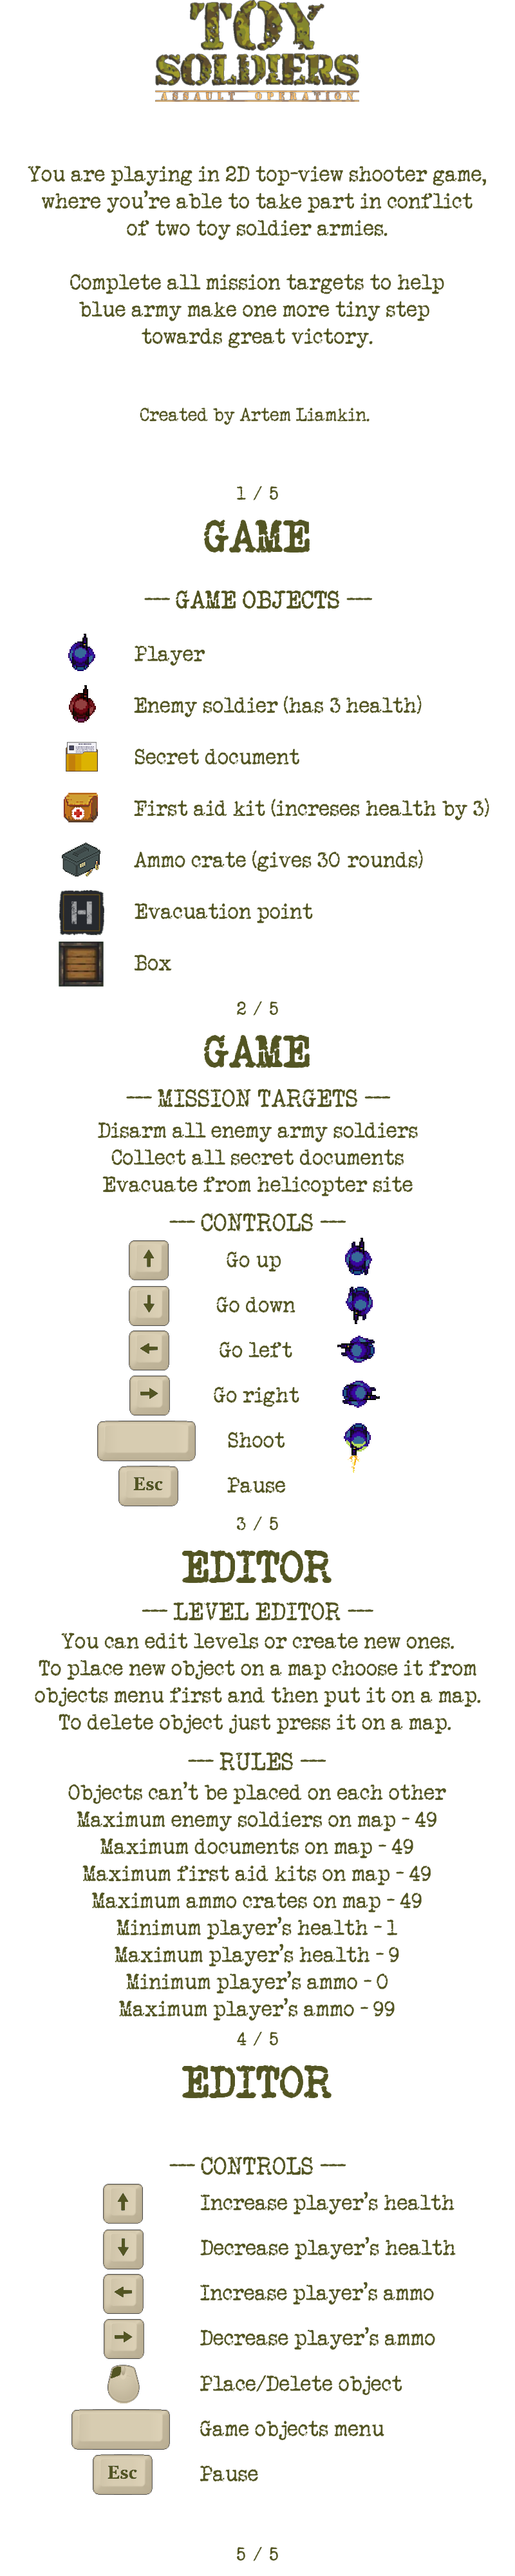 TOY
SOLDIERS
ASSAULT OPERATION
You are playing in 2D top-view shooter game,
where you're able to take part in conflict
of two toy soldier armies.
Complete all mission targets to help
blue army make one more tiny step
towards great victory.
Created by Artem Liamkin.
1 / 5
GAME
— GAME OBJECTS —
Player
Enemy soldier (has 3 health)
Secret document
First aid kit (increses health by 3)
Ammo crate (gives 30 rounds)
H
Evacuation point
Box
2 / 5
GAME
— MISSION TARGETS —
Disarm all enemy army soldiers
Collect all secret documents
Evacuate from helicopter site
— CONTROLS —
↑ Go up
↓ Go down
← Go left
→ Go right
Shoot
Esc Pause
3 / 5
EDITOR
— LEVEL EDITOR —
You can edit levels or create new ones.
To place new object on a map choose it from
objects menu first and then put it on a map.
To delete object just press it on a map.
— RULES —
Objects can't be placed on each other
Maximum enemy soldiers on map - 49
Maximum documents on map - 49
Maximum first aid kits on map - 49
Maximum ammo crates on map - 49
Minimum player's health - 1
Maximum player's health - 9
Minimum player's ammo - 0
Maximum player's ammo - 99
4 / 5
EDITOR
— CONTROLS —
↑ Increase player's health
↓ Decrease player's health
← Increase player's ammo
→ Decrease player's ammo
Place/Delete object
Game objects menu
Esc Pause
5 / 5